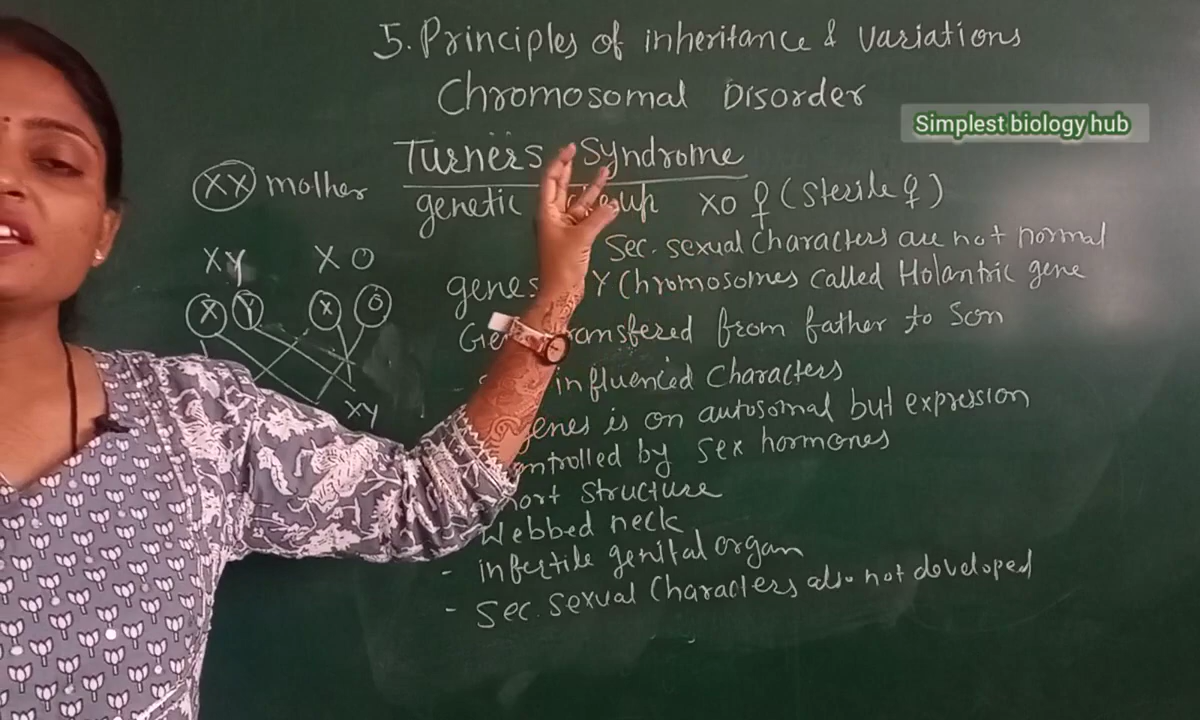 5. Principles of inheritance & variations
Chromosomal Disorder
Simplest biology hub
Turners Syndrome
XY mother
genetic XO ♀ (Sterile ♀)
Sec. sexual characters are not normal
XY XO
genes Y Chromosomes called Holantric gene
X Y X O
transfered from father to Son
influenced characters
XY
genes is on autosomal but expression
controlled by sex hormones
short structure
Webbed neck
- infertile genital organ
- Sec. sexual characters also not developed